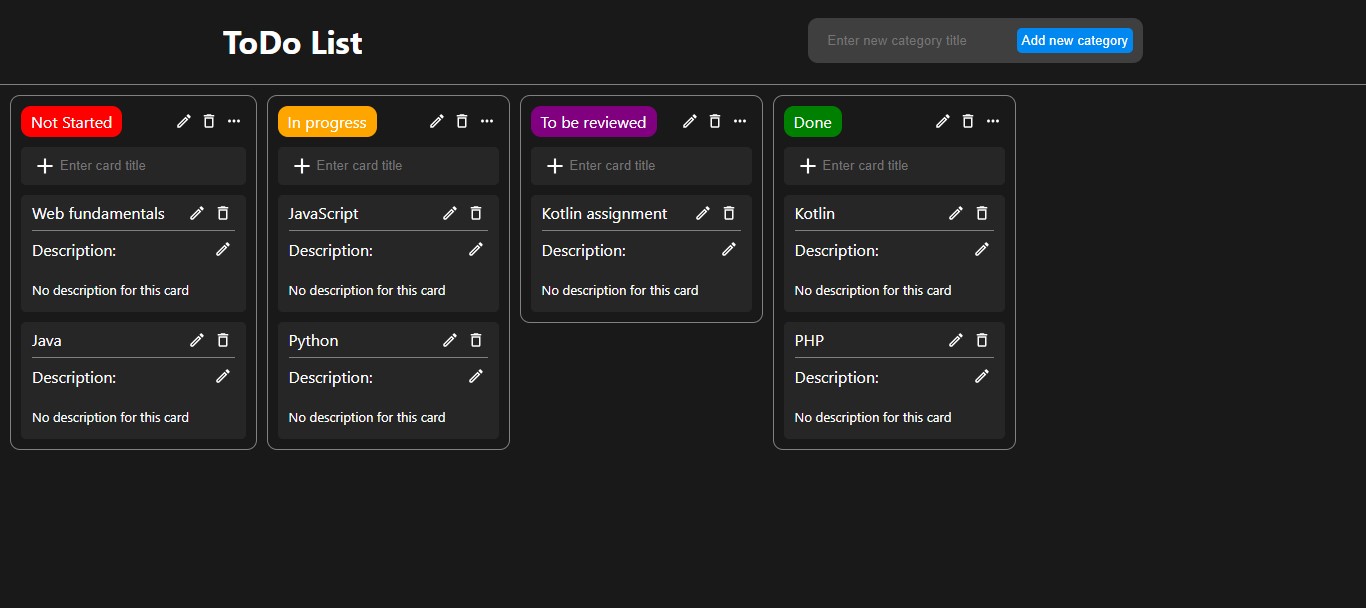 ToDo List
Enter new category title
Add new category
Not Started
Enter card title
Web fundamentals
Description:
No description for this card
Java
Description:
No description for this card
In progress
Enter card title
JavaScript
Description:
No description for this card
Python
Description:
No description for this card
To be reviewed
Enter card title
Kotlin assignment
Description:
No description for this card
Done
Enter card title
Kotlin
Description:
No description for this card
PHP
Description:
No description for this card